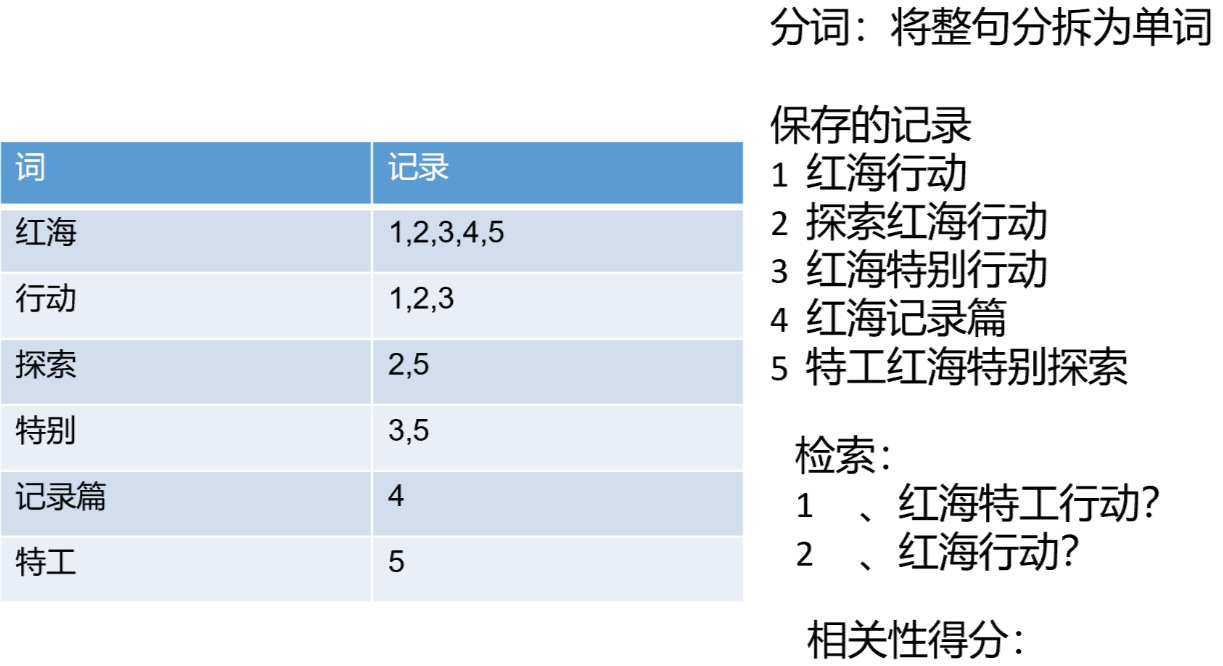 分词：将整句分拆为单词
保存的记录
1 红海行动
2 探索红海行动
3 红海特别行动
4 红海记录篇
5 特工红海特别探索
检索：
1 、红海特工行动？
2 、红海行动？
相关性得分：
词 记录
红海 1,2,3,4,5
行动 1,2,3
探索 2,5
特别 3,5
记录篇 4
特工 5